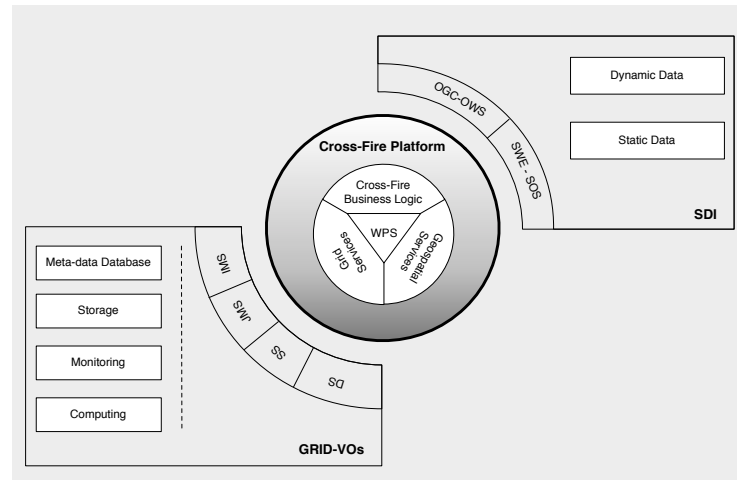 OGC-OWS
SWE - SOS
Dynamic Data
Static Data
SDI
Cross-Fire Platform
Cross-Fire
Business Logic
WPS
Grid
Services
Geospatial
Services
Meta-data Database
Storage
Monitoring
Computing
IMS
JMS
SS
DS
GRID-VOs